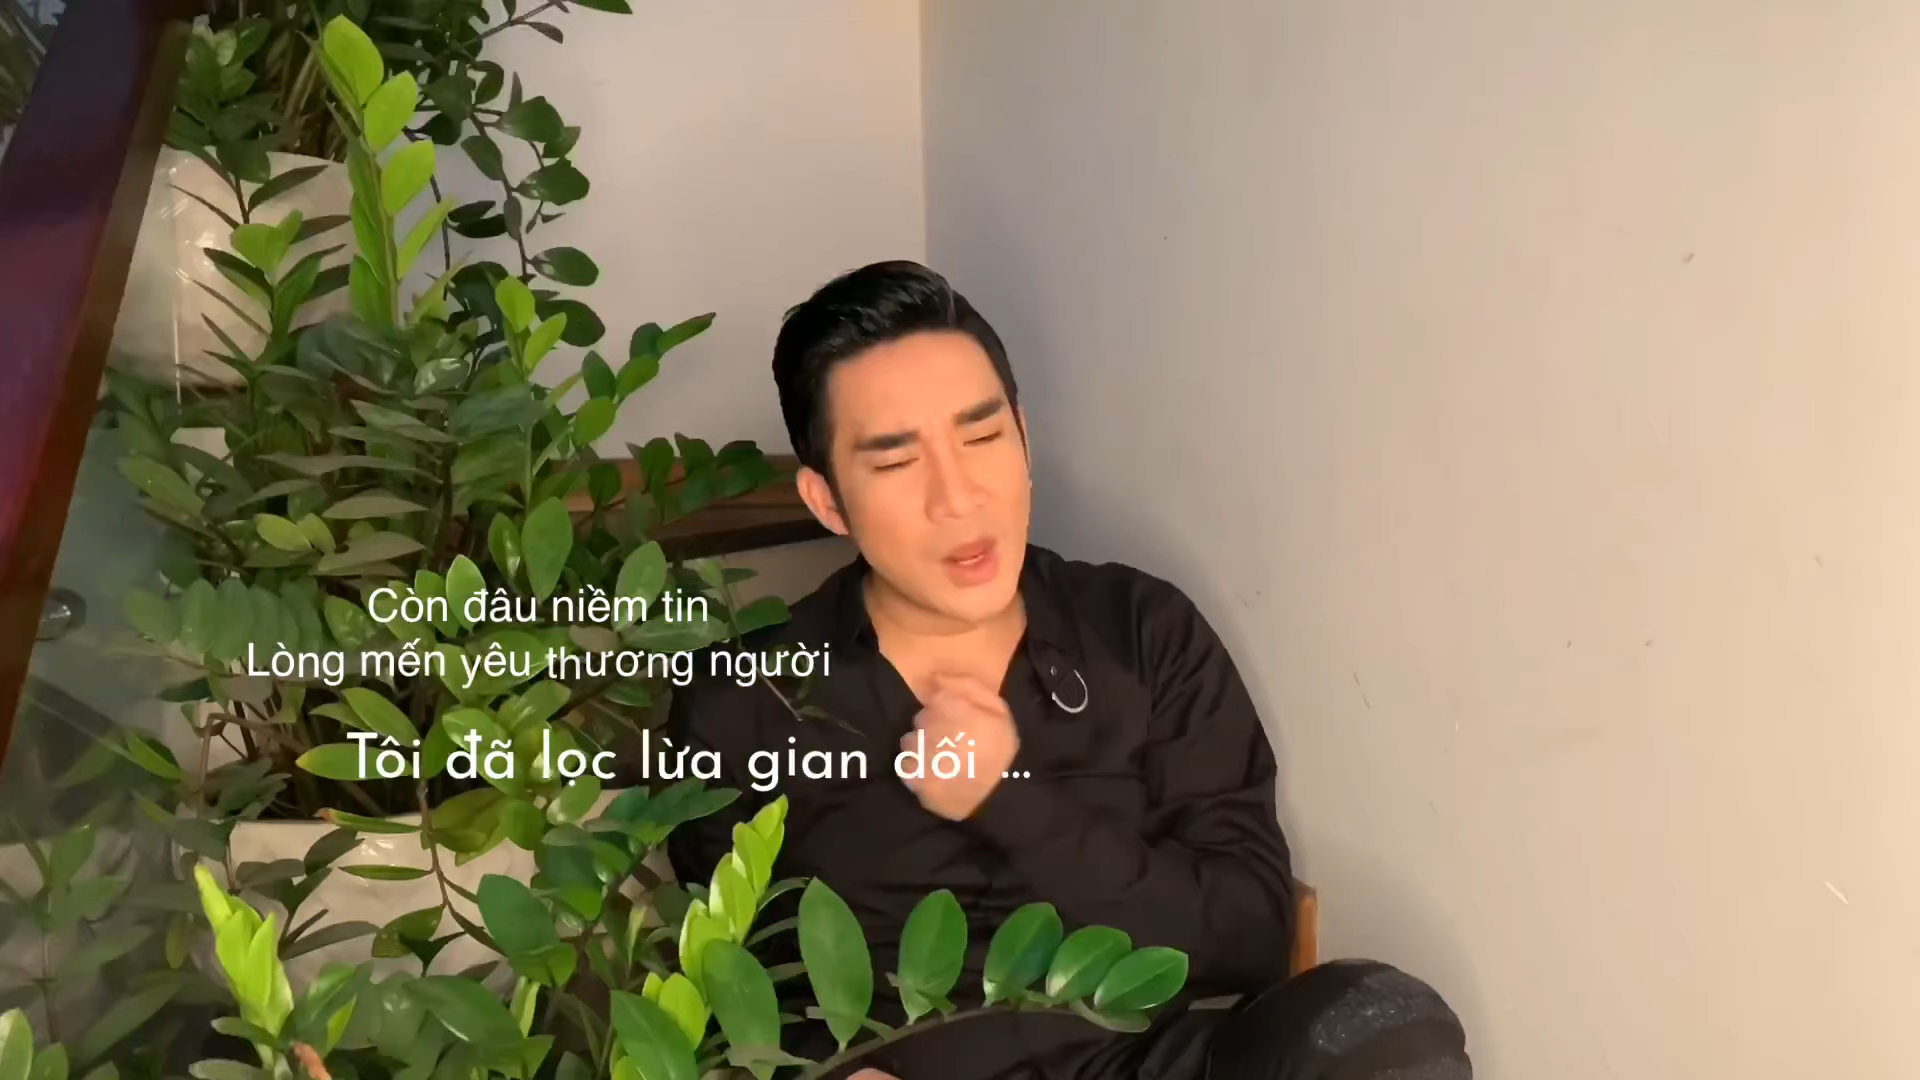 Còn đâu niềm tin
Lòng mến yêu thương người
Tôi đã lọc lừa gian dối ...